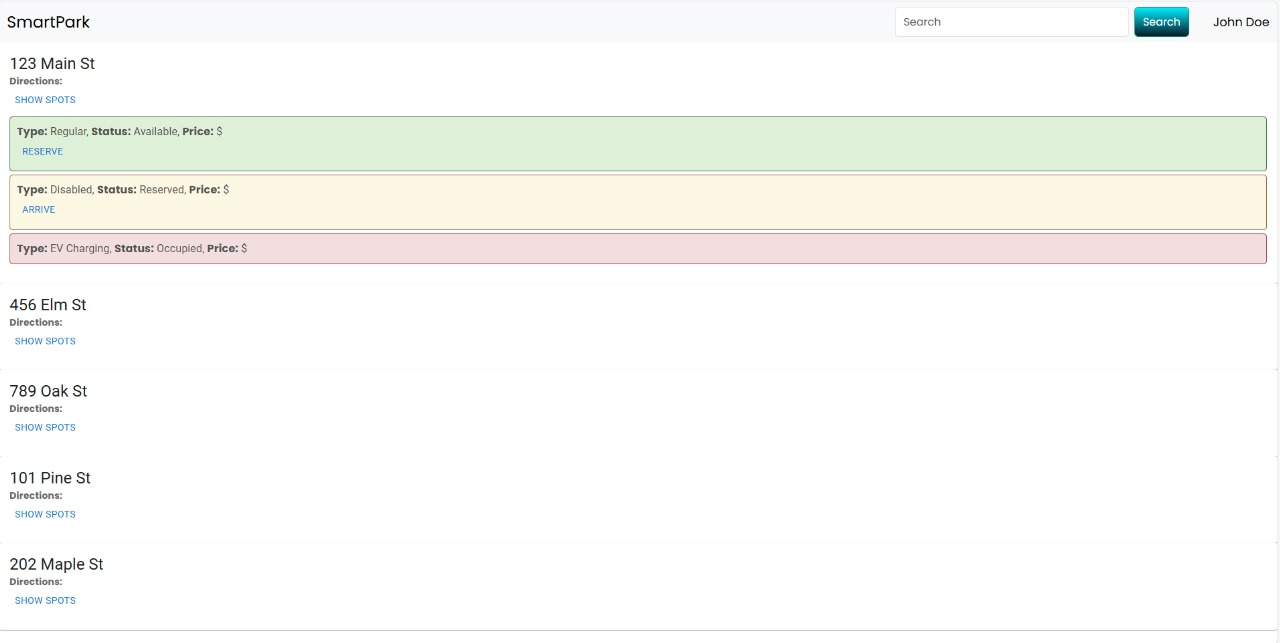 SmartPark
Search
Search
John Doe
123 Main St
Directions:
SHOW SPOTS
Type: Regular, Status: Available, Price: $
RESERVE
Type: Disabled, Status: Reserved, Price: $
ARRIVE
Type: EV Charging, Status: Occupied, Price: $
456 Elm St
Directions:
SHOW SPOTS
789 Oak St
Directions:
SHOW SPOTS
101 Pine St
Directions:
SHOW SPOTS
202 Maple St
Directions:
SHOW SPOTS